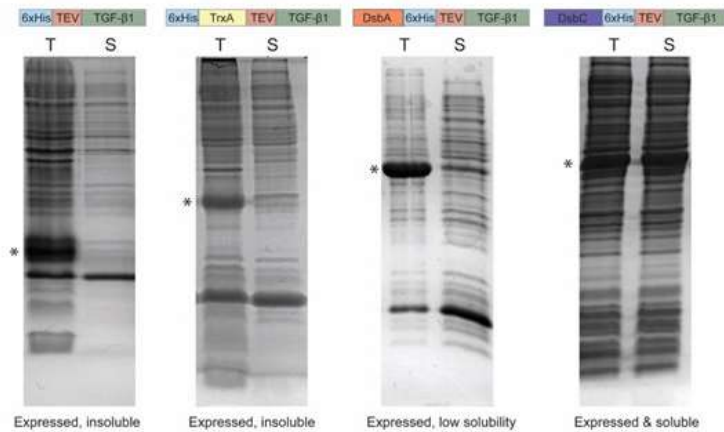 6xHis TEV TGF-β1 6xHis TrxA TEV TGF-β1 DsbA 6xHis TEV TGF-β1 DsbC 6xHis TEV TGF-β1
T S T S T S T S
*
*
*
*
Expressed, insoluble Expressed, insoluble Expressed, low solubility Expressed & soluble